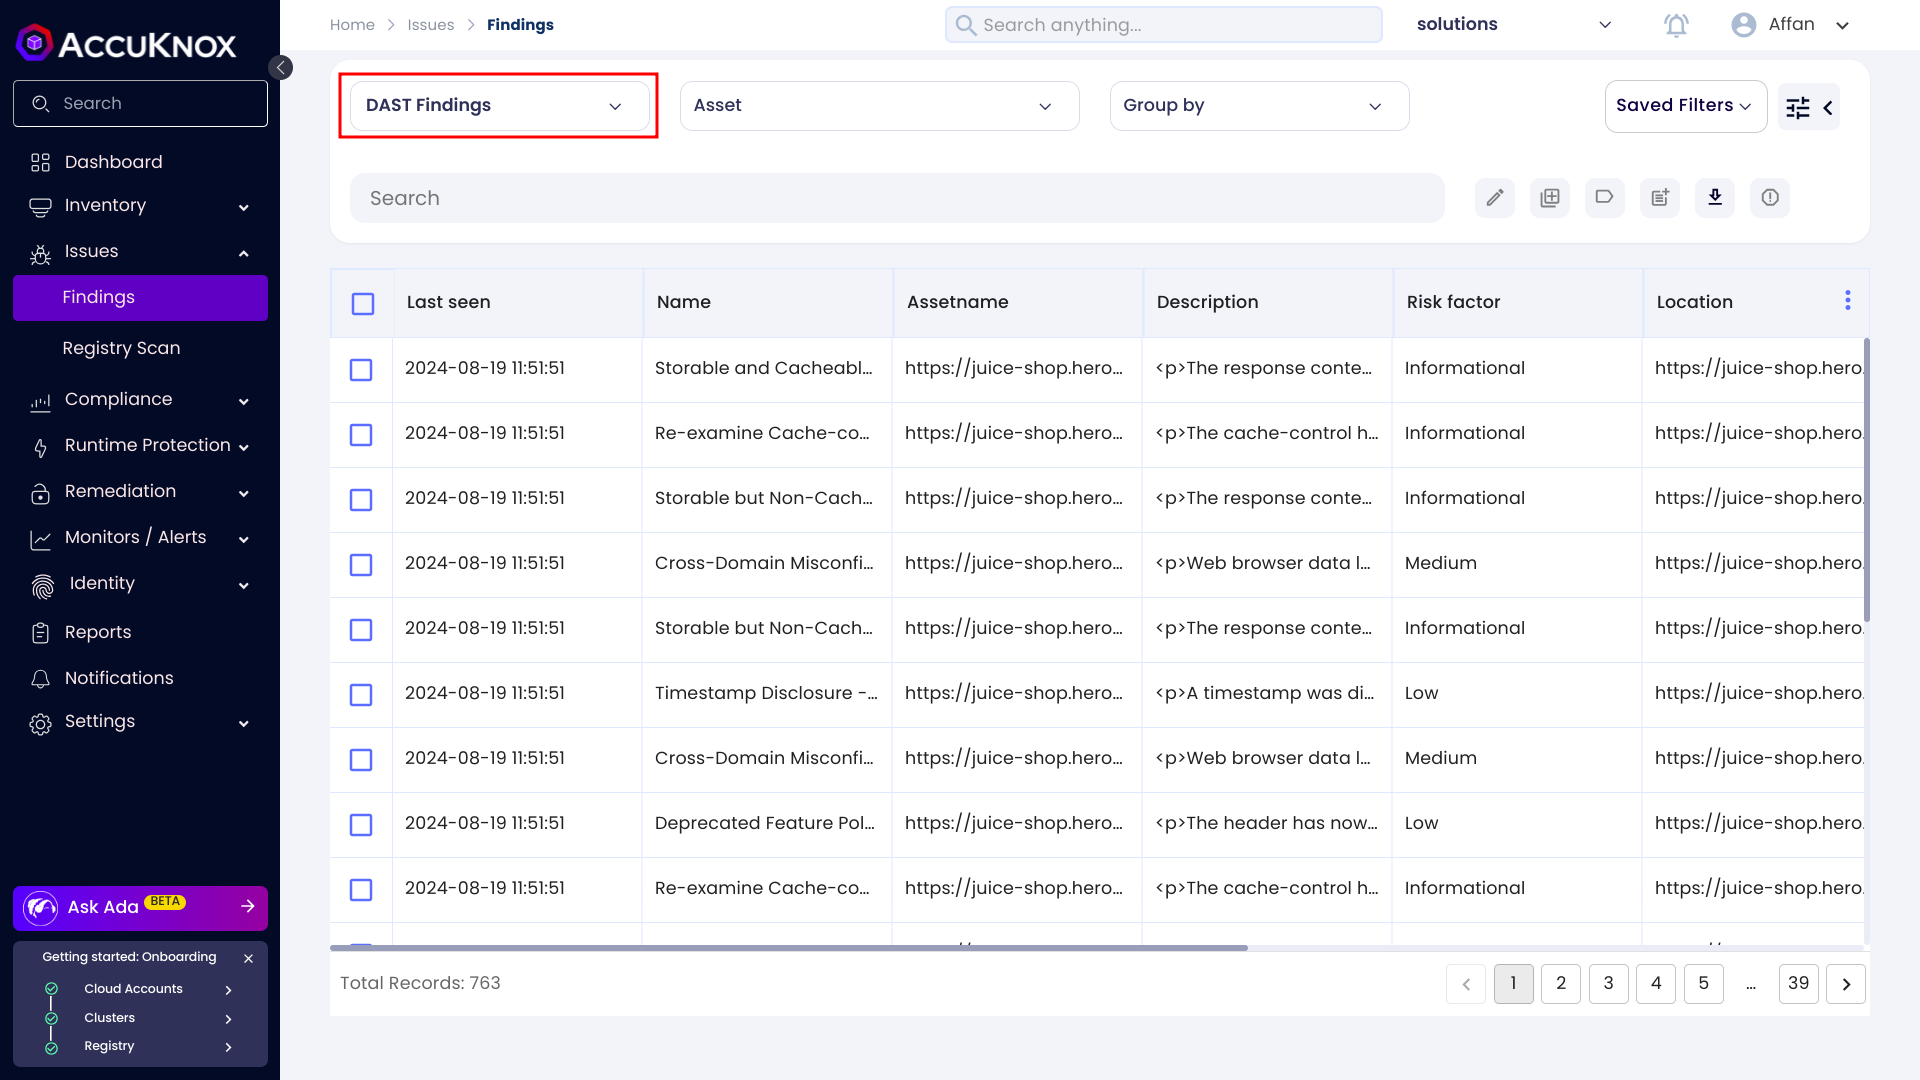 ACCUKNOX
Search
Dashboard
Inventory
Issues
Findings
Registry Scan
Compliance
Runtime Protection
Remediation
Monitors / Alerts
Identity
Reports
Notifications
Settings
Ask Ada BETA
Getting started: Onboarding
Cloud Accounts
Clusters
Registry
Home > Issues > Findings
Search anything...
solutions
Affan
DAST Findings
Asset
Group by
Saved Filters
Search
Last seen Name Assetname Description Risk factor Location
2024-08-19 11:51:51 Storable and Cacheabl... https://juice-shop.hero... <p>The response conte... Informational https://juice-shop.hero.
2024-08-19 11:51:51 Re-examine Cache-co... https://juice-shop.hero... <p>The cache-control h... Informational https://juice-shop.hero.
2024-08-19 11:51:51 Storable but Non-Cach... https://juice-shop.hero... <p>The response conte... Informational https://juice-shop.hero.
2024-08-19 11:51:51 Cross-Domain Misconfi... https://juice-shop.hero... <p>Web browser data l... Medium https://juice-shop.hero.
2024-08-19 11:51:51 Storable but Non-Cach... https://juice-shop.hero... <p>The response conte... Informational https://juice-shop.hero.
2024-08-19 11:51:51 Timestamp Disclosure -... https://juice-shop.hero... <p>A timestamp was di... Low https://juice-shop.hero.
2024-08-19 11:51:51 Cross-Domain Misconfi... https://juice-shop.hero... <p>Web browser data l... Medium https://juice-shop.hero.
2024-08-19 11:51:51 Deprecated Feature Pol... https://juice-shop.hero... <p>The header has now... Low https://juice-shop.hero.
2024-08-19 11:51:51 Re-examine Cache-co... https://juice-shop.hero... <p>The cache-control h... Informational https://juice-shop.hero.
Total Records: 763
1 2 3 4 5 ... 39